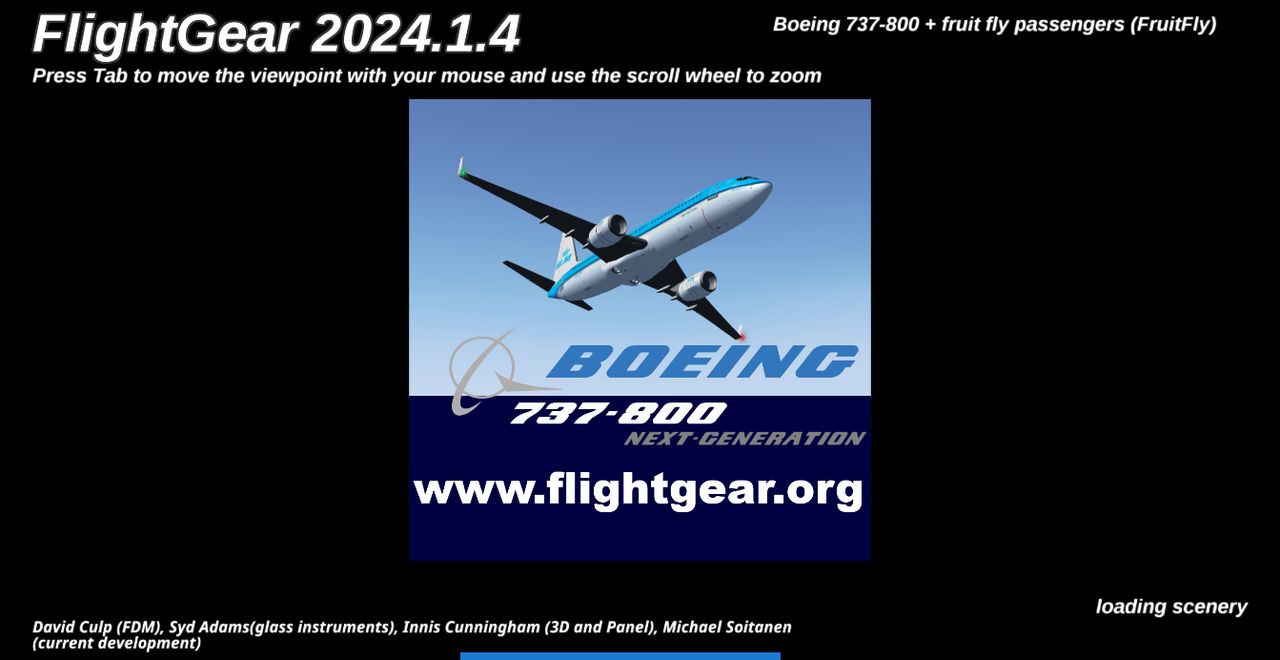 FlightGear 2024.1.4
Boeing 737-800 + fruit fly passengers (FruitFly)
Press Tab to move the viewpoint with your mouse and use the scroll wheel to zoom
BOEING
737-800
NEXT-GENERATION
www.flightgear.org
loading scenery
David Culp (FDM), Syd Adams(glass instruments), Innis Cunningham (3D and Panel), Michael Soitanen
(current development)